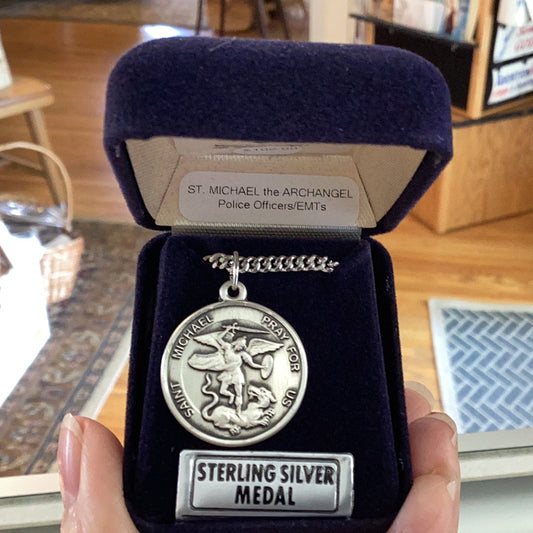 ST. MICHAEL the ARCHANGEL
Police Officers/EMTs
SAINT MICHAEL PRAY FOR US
STERLING SILVER
MEDAL